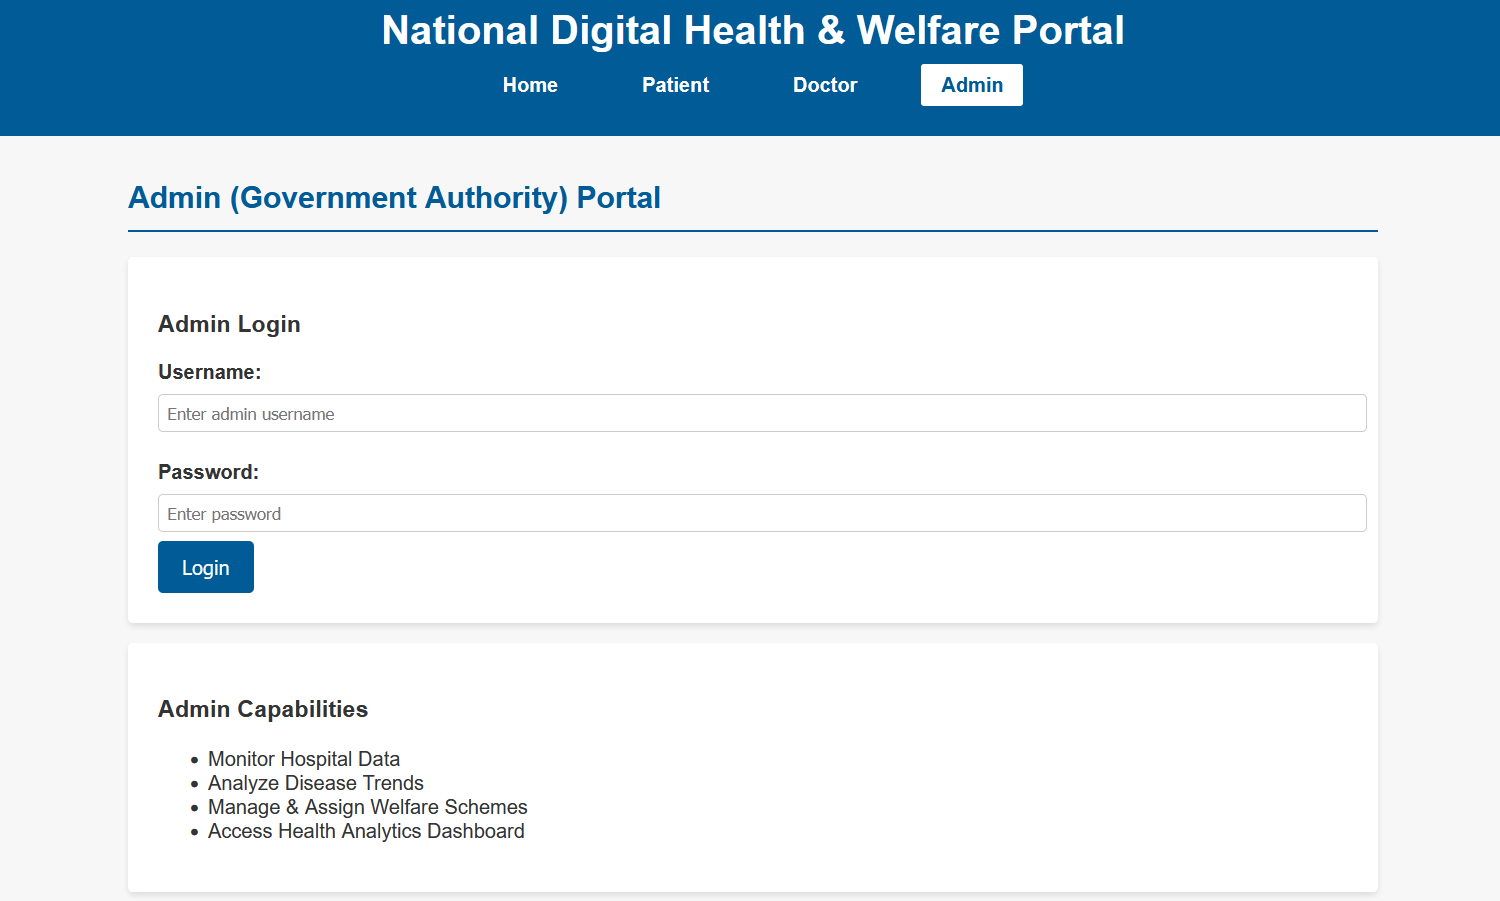 National Digital Health & Welfare Portal
Home Patient Doctor Admin
Admin (Government Authority) Portal
Admin Login
Username:
Enter admin username
Password:
Enter password
Login
Admin Capabilities
• Monitor Hospital Data
• Analyze Disease Trends
• Manage & Assign Welfare Schemes
• Access Health Analytics Dashboard